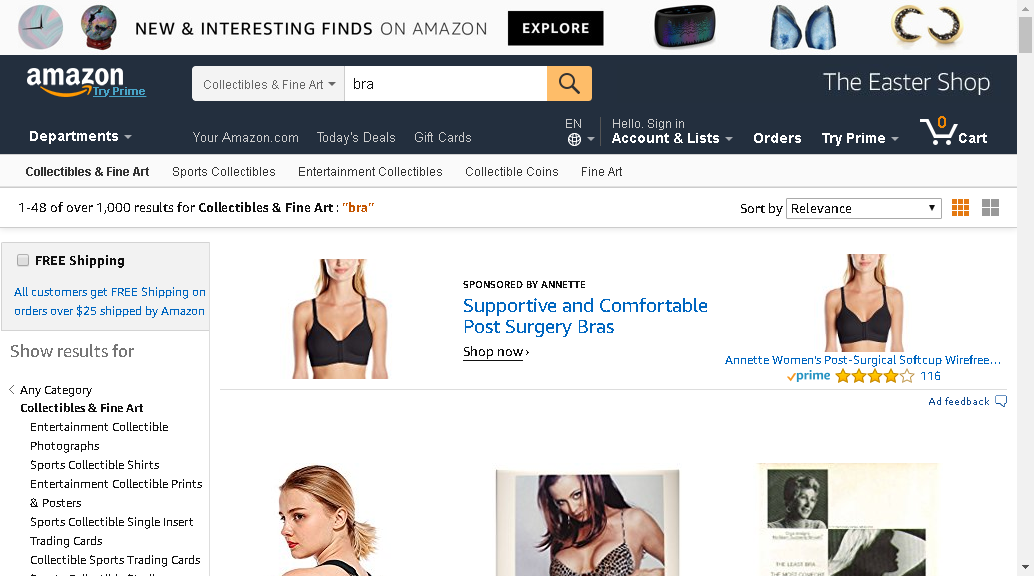 NEW & INTERESTING FINDS ON AMAZON EXPLORE
amazon
Try Prime
Collectibles & Fine Art bra
The Easter Shop
Departments
Your Amazon.com Today's Deals Gift Cards
EN
Hello. Sign in
Account & Lists
Orders
Try Prime
0
Cart
Collectibles & Fine Art Sports Collectibles Entertainment Collectibles Collectible Coins Fine Art
1-48 of over 1,000 results for Collectibles & Fine Art : "bra"
Sort by Relevance
FREE Shipping
All customers get FREE Shipping on
orders over $25 shipped by Amazon
Show results for
Any Category
Collectibles & Fine Art
Entertainment Collectible
Photographs
Sports Collectible Shirts
Entertainment Collectible Prints
& Posters
Sports Collectible Single Insert
Trading Cards
Collectible Sports Trading Cards
SPONSORED BY ANNETTE
Supportive and Comfortable
Post Surgery Bras
Shop now ›
Annette Women's Post-Surgical Softcup Wirefree...
prime 116
Ad feedback
THE LEAST BRA...